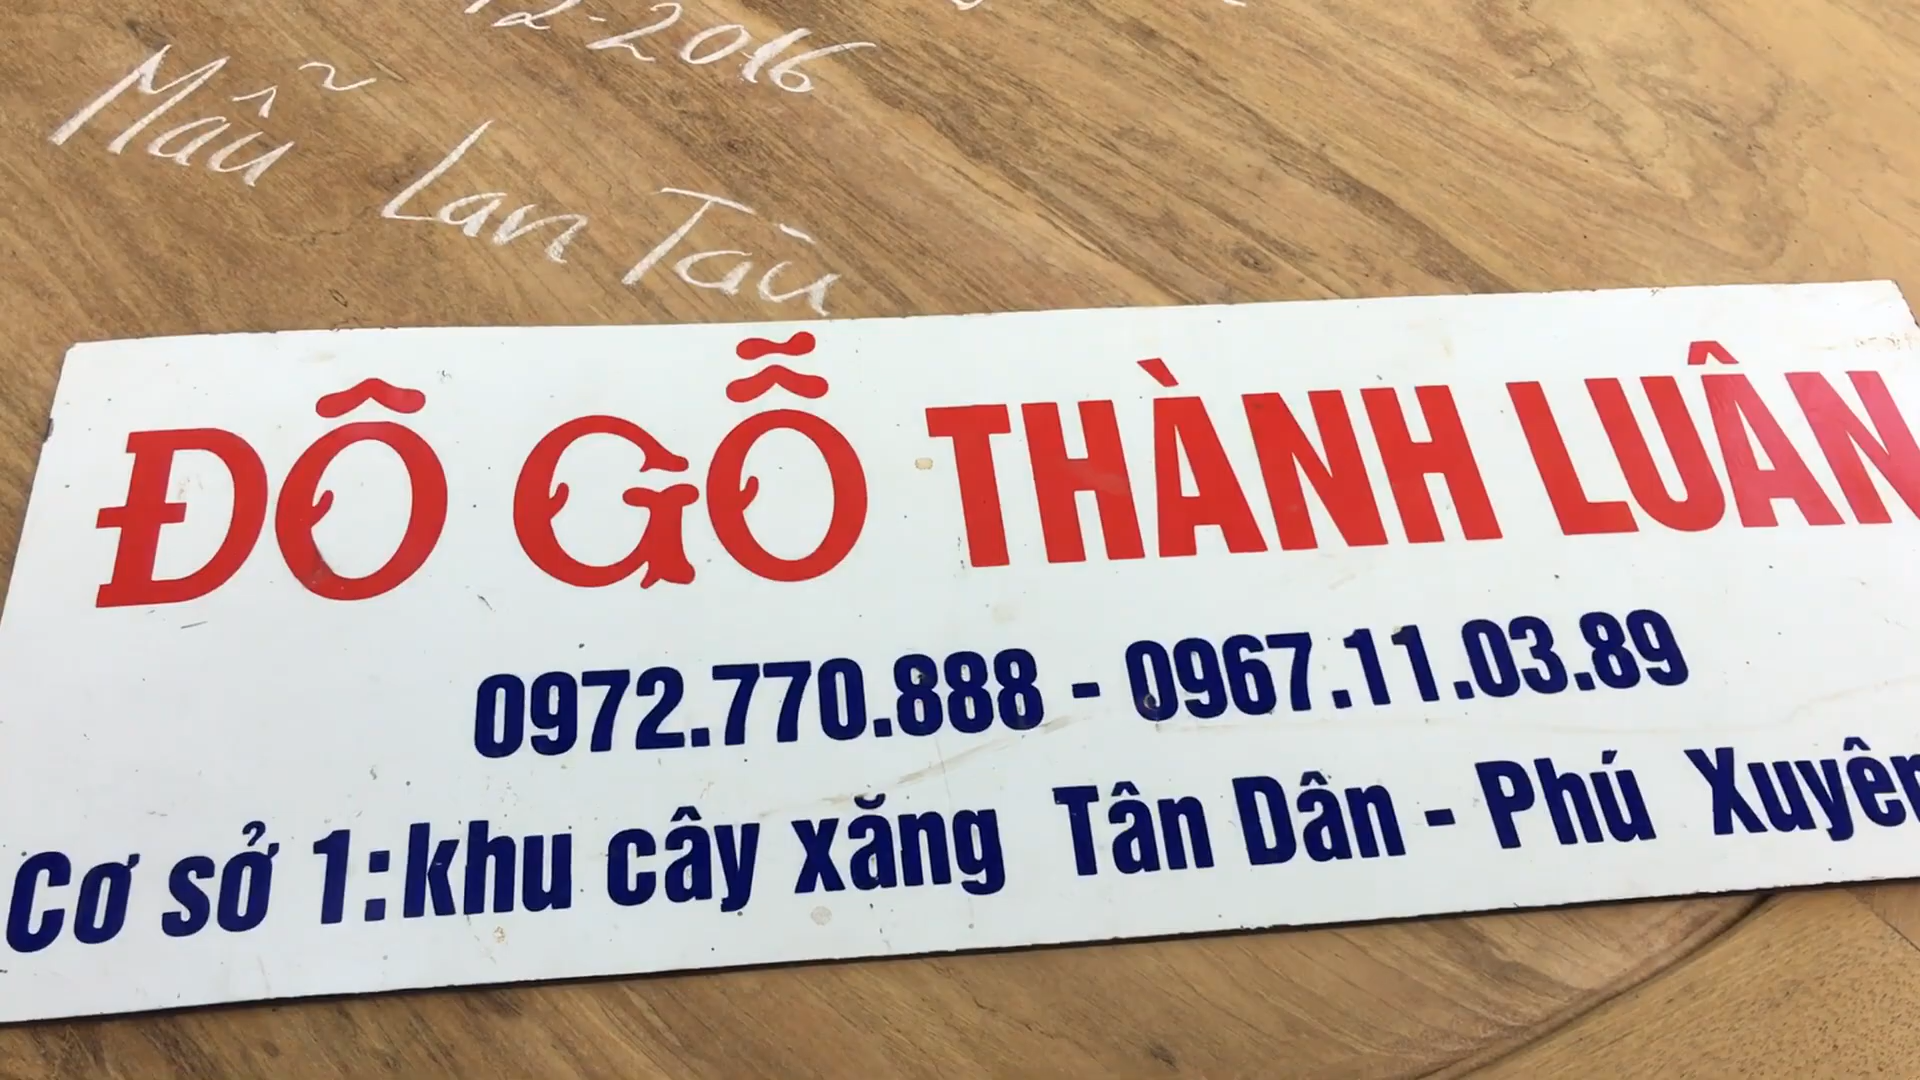 12-2016
Mẫu Lan Tàu
ĐÔ GỖ THÀNH LUÂN
0972.770.888 - 0967.11.03.89
Cơ sở 1: khu cây xăng Tân Dân - Phú Xuyên